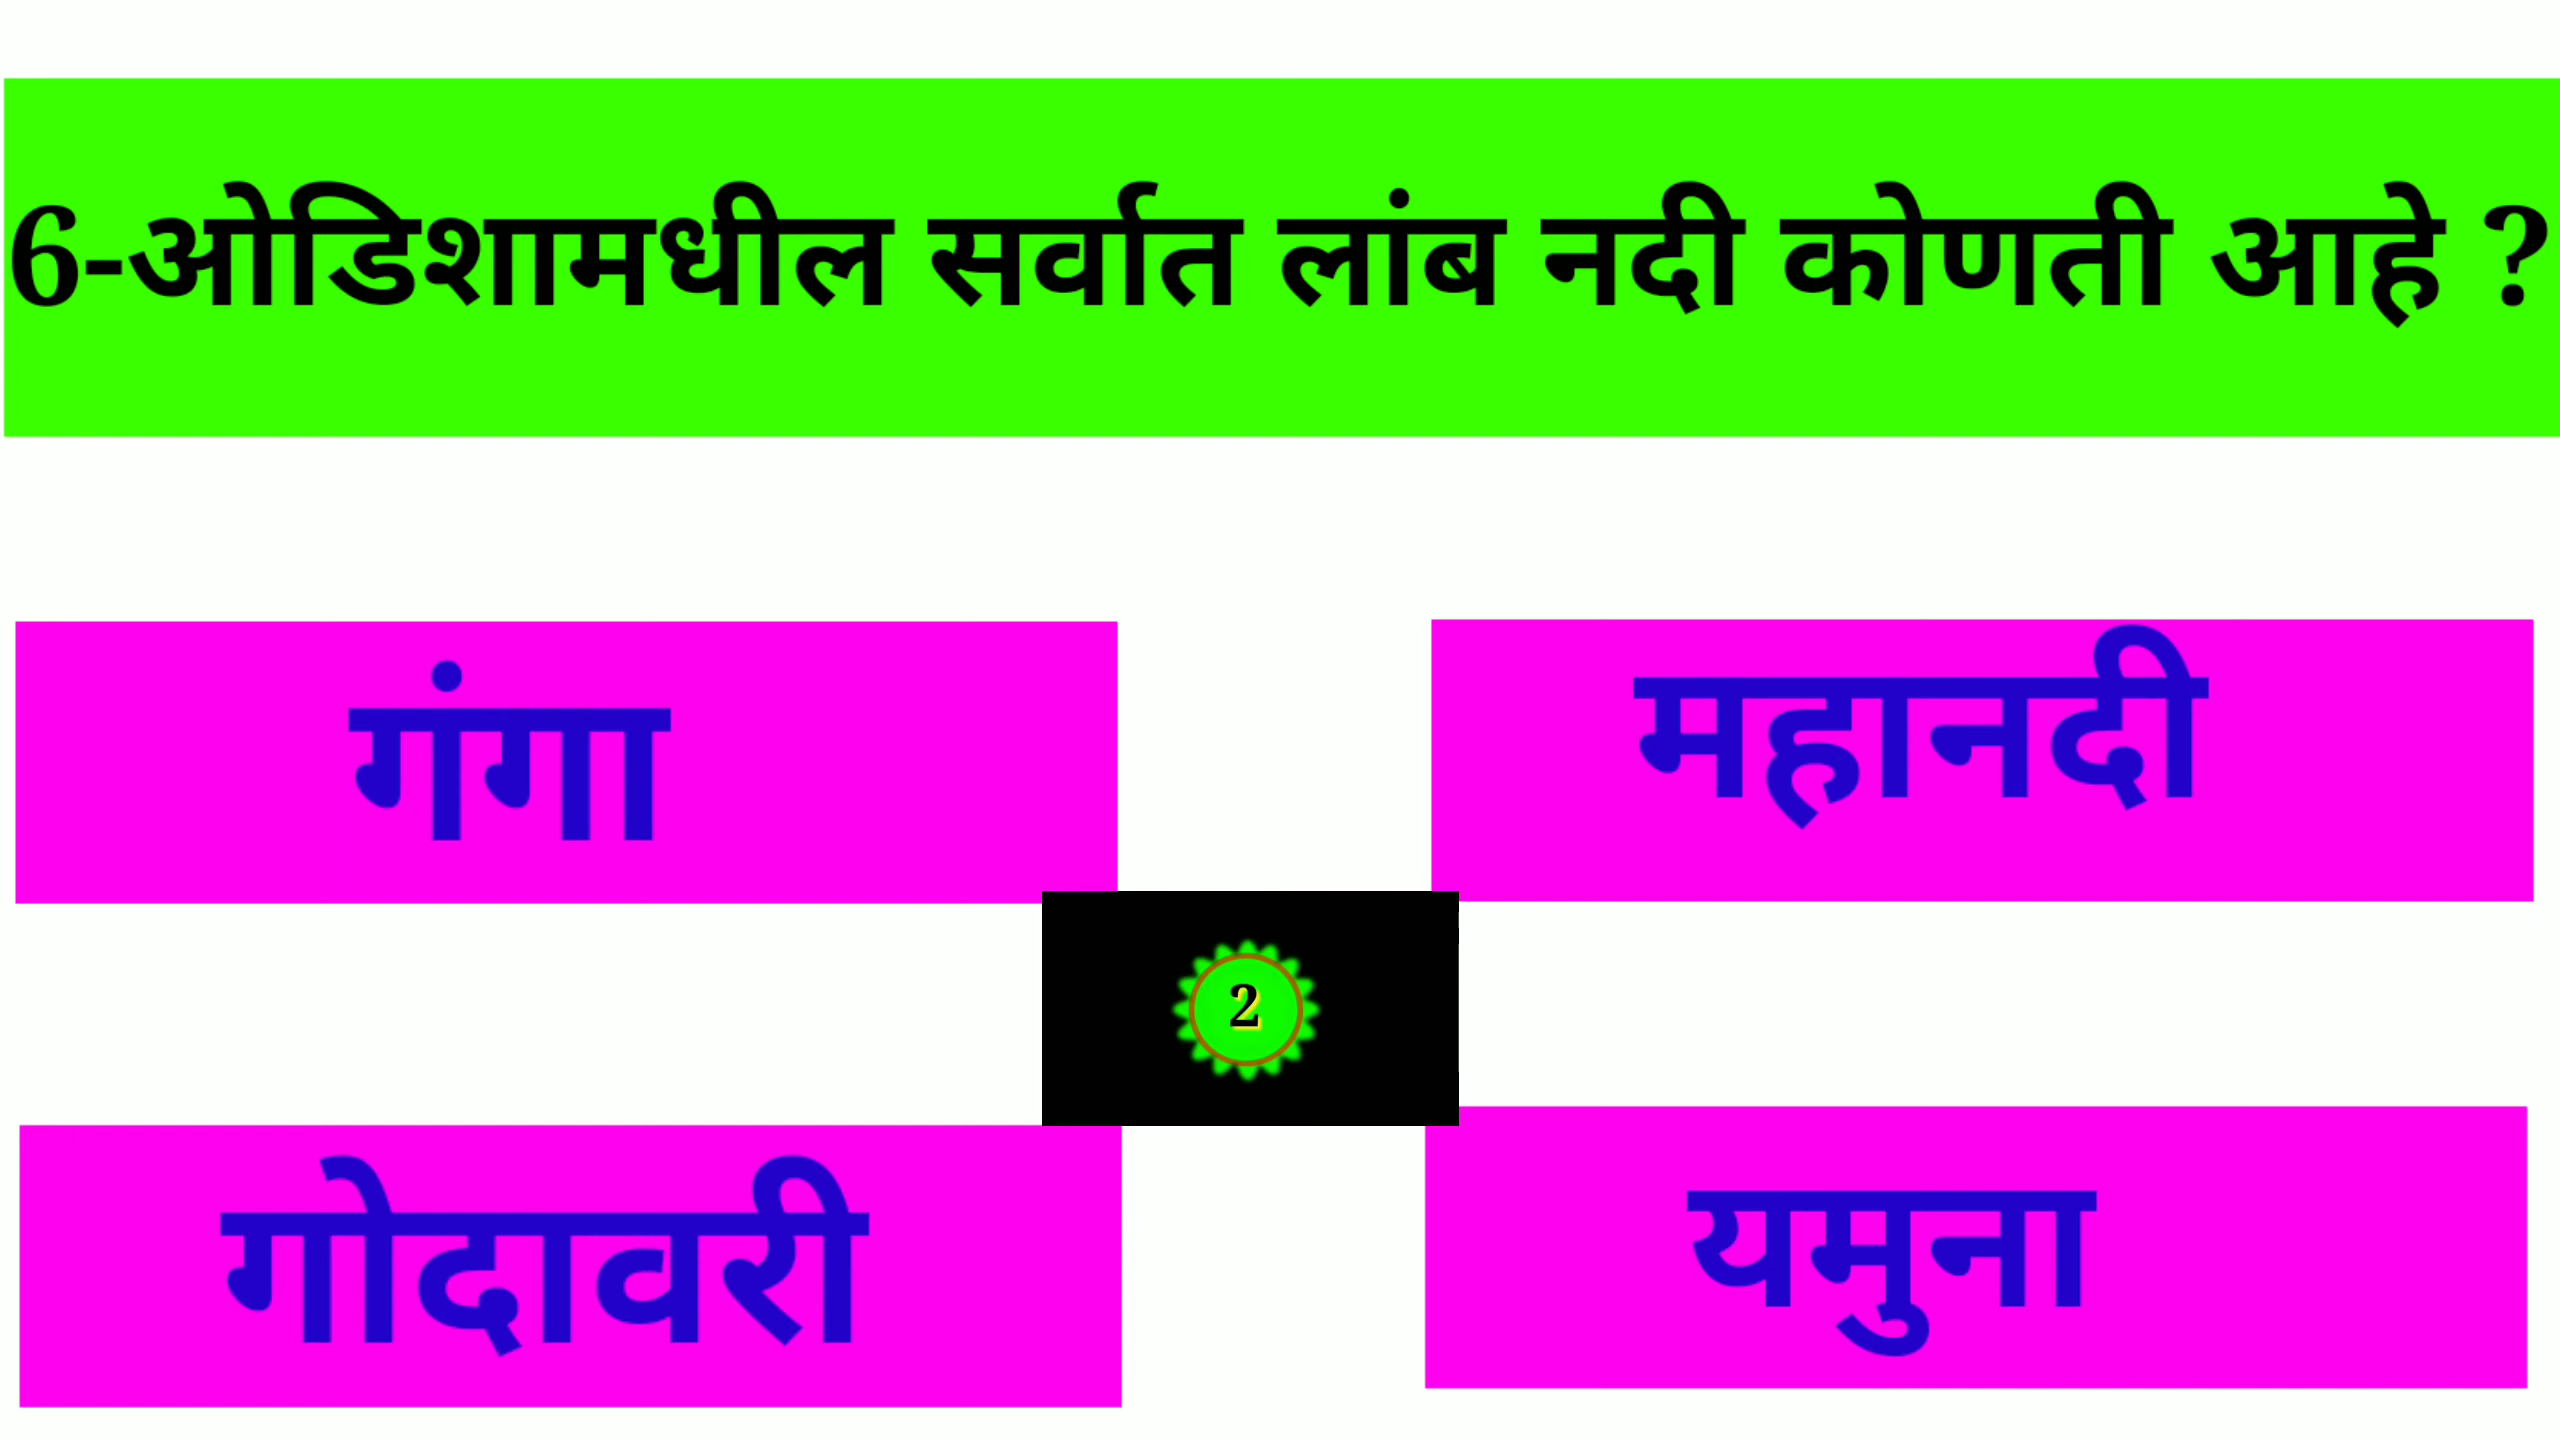 6-ओडिशामधील सर्वात लांब नदी कोणती आहे ?
गंगा
महानदी
2
गोदावरी
यमुना